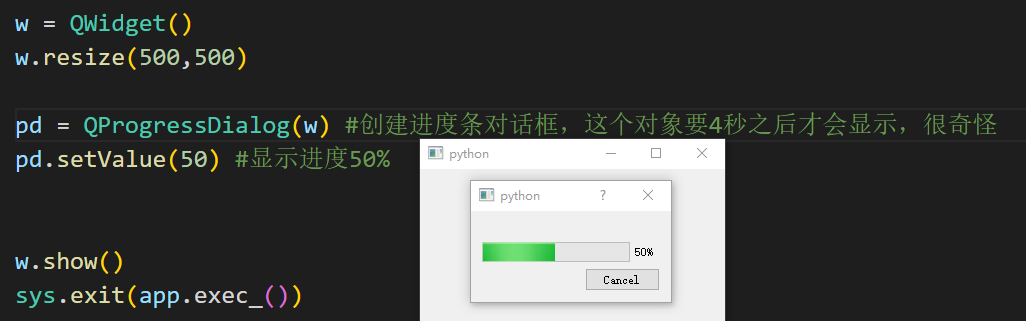 w = QWidget()
w.resize(500,500)
pd = QProgressDialog(w) #创建进度条对话框，这个对象要4秒之后才会显示，很奇怪
pd.setValue(50) #显示进度50%
python
python
?
50%
Cancel
w.show()
sys.exit(app.exec_())